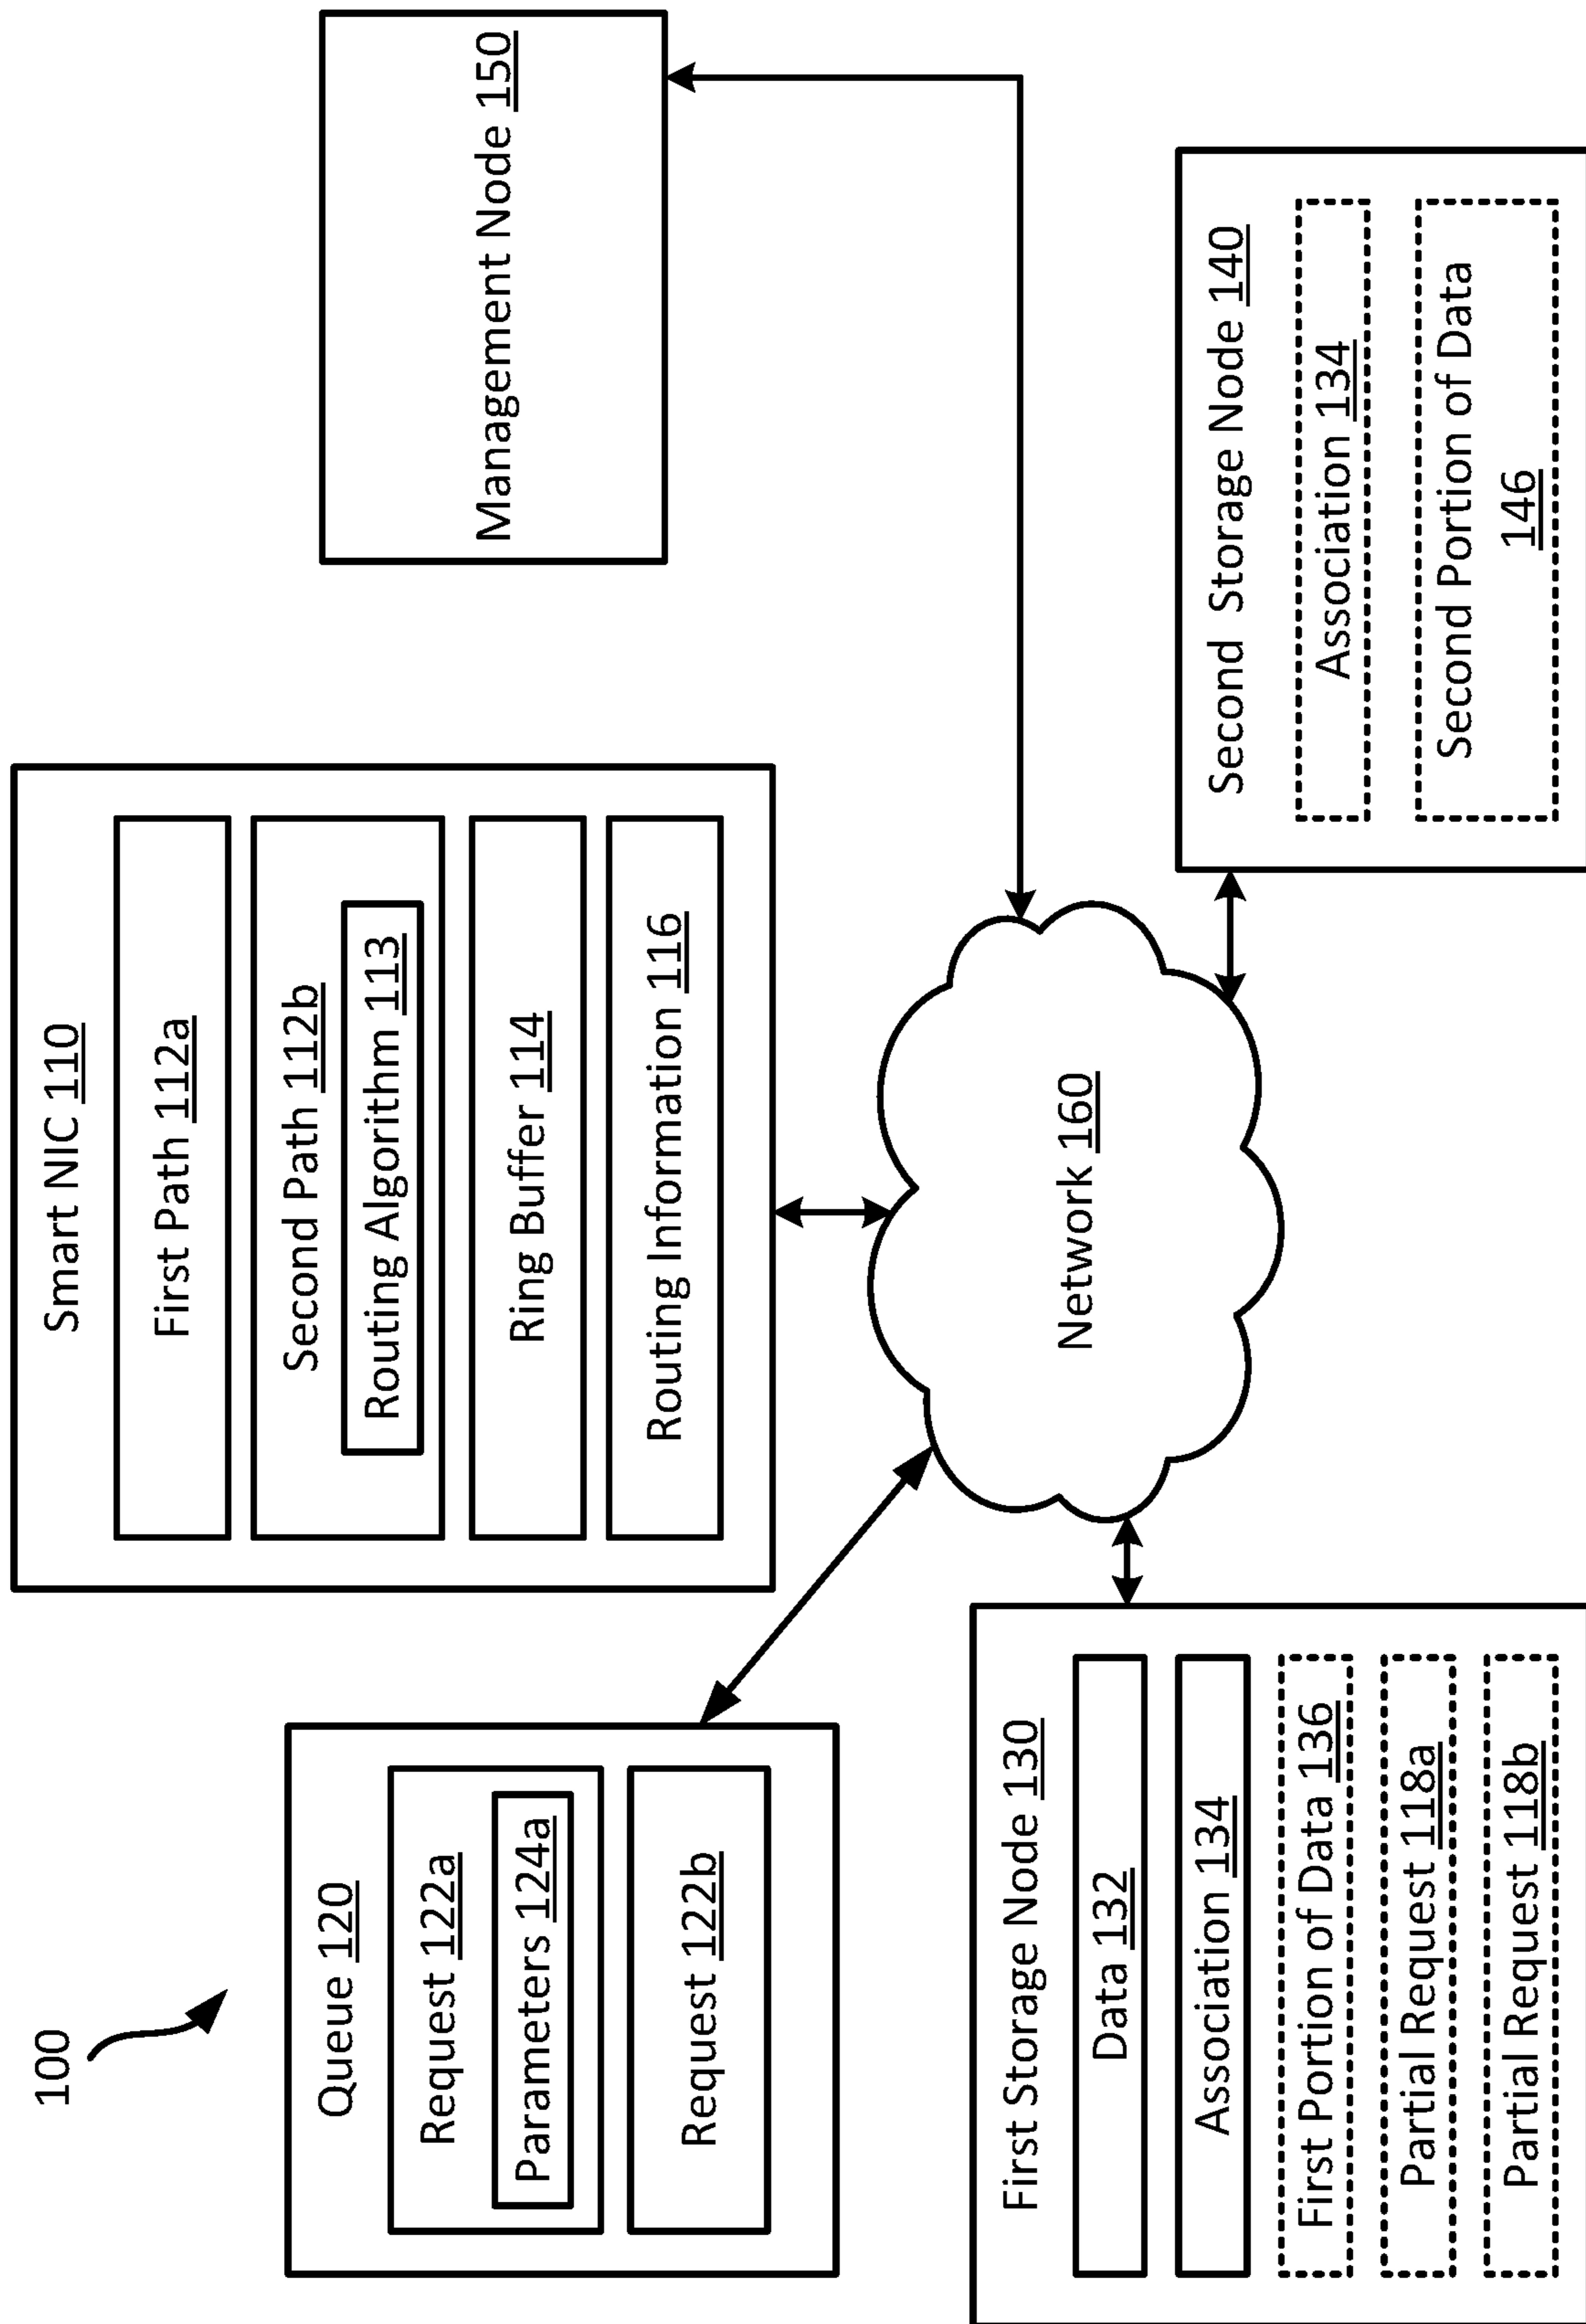 100
Queue 120
Request 122a
Parameters 124a
Request 122b
Smart NIC 110
First Path 112a
Second Path 112b
Routing Algorithm 113
Ring Buffer 114
Routing Information 116
Management Node 150
Network 160
First Storage Node 130
Data 132
Association 134
First Portion of Data 136
Partial Request 118a
Partial Request 118b
Second Storage Node 140
Association 134
Second Portion of Data
146